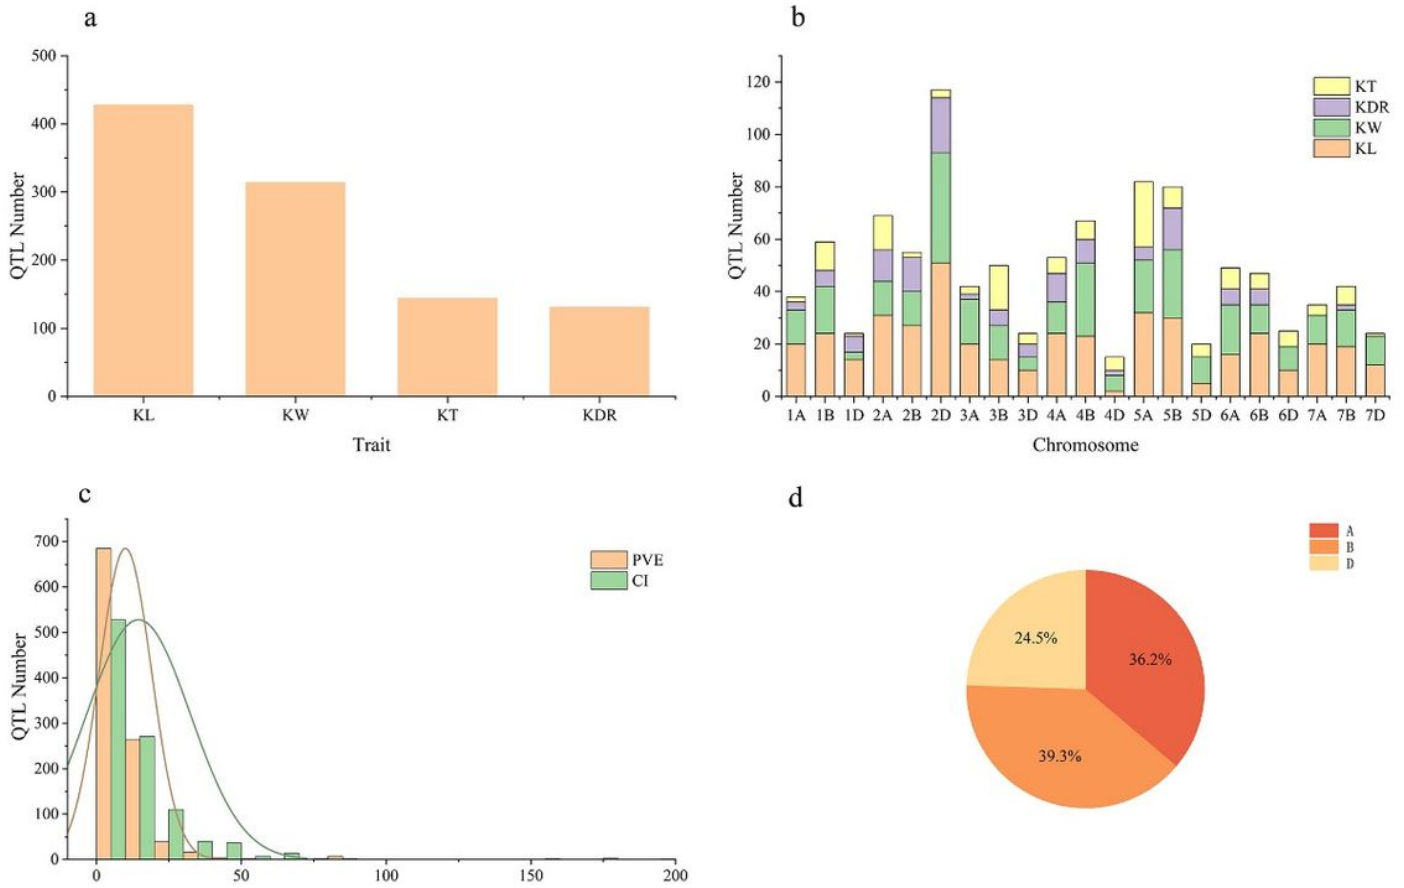 a
500
400
300
200
100
0
QTL Number
KL KW KT KDR
Trait
b
120
100
80
60
40
20
0
QTL Number
KT
KDR
KW
KL
1A 1B 1D 2A 2B 2D 3A 3B 3D 4A 4B 4D 5A 5B 5D 6A 6B 6D 7A 7B 7D
Chromosome
c
700
600
500
400
300
200
100
0
QTL Number
PVE
CI
0 50 100 150 200
d
A
B
D
24.5%
36.2%
39.3%